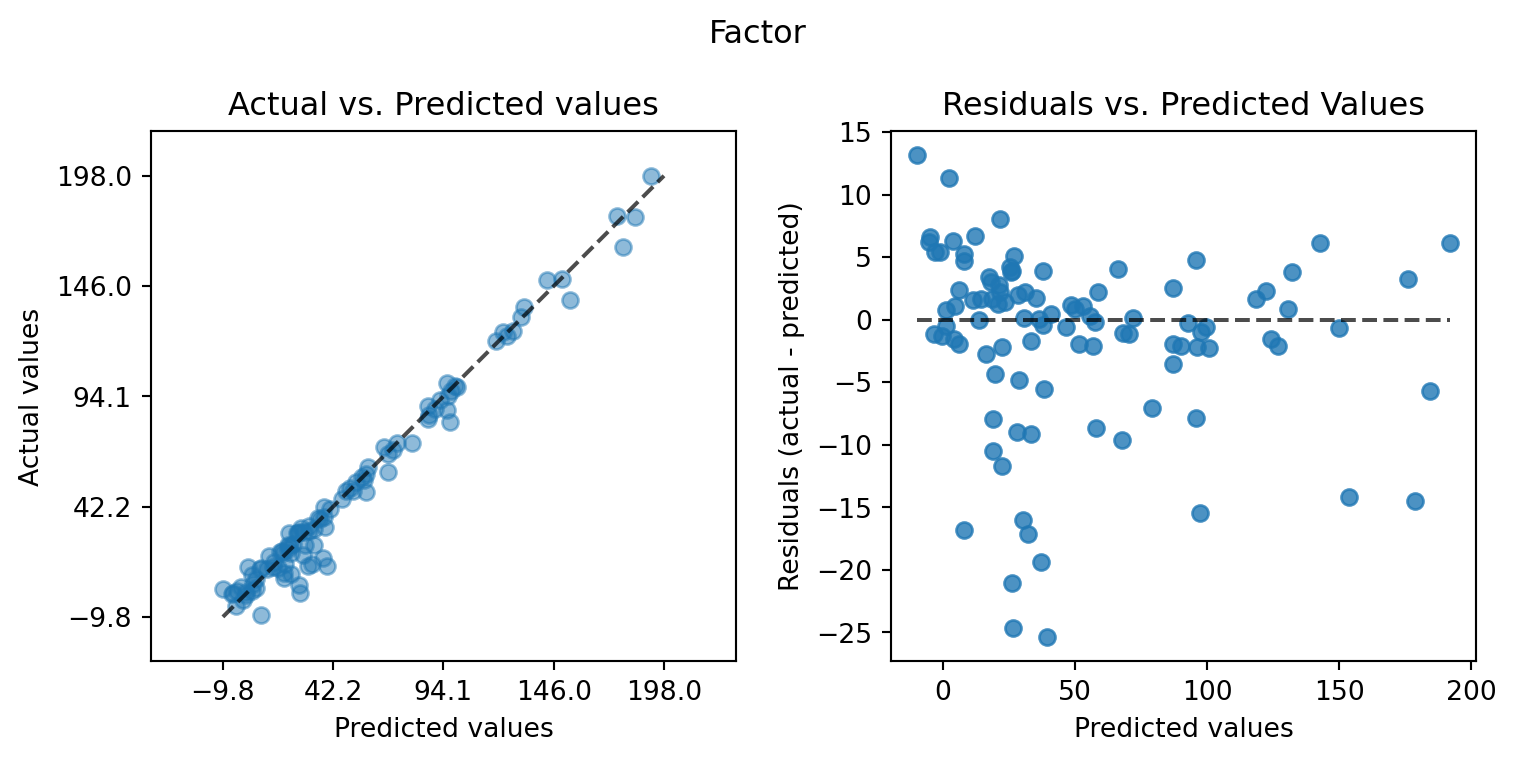 Factor
Actual vs. Predicted values
Actual values
198.0
146.0
94.1
42.2
−9.8
−9.8 42.2 94.1 146.0 198.0
Predicted values
Residuals vs. Predicted Values
Residuals (actual - predicted)
15
10
5
0
−5
−10
−15
−20
−25
0 50 100 150 200
Predicted values